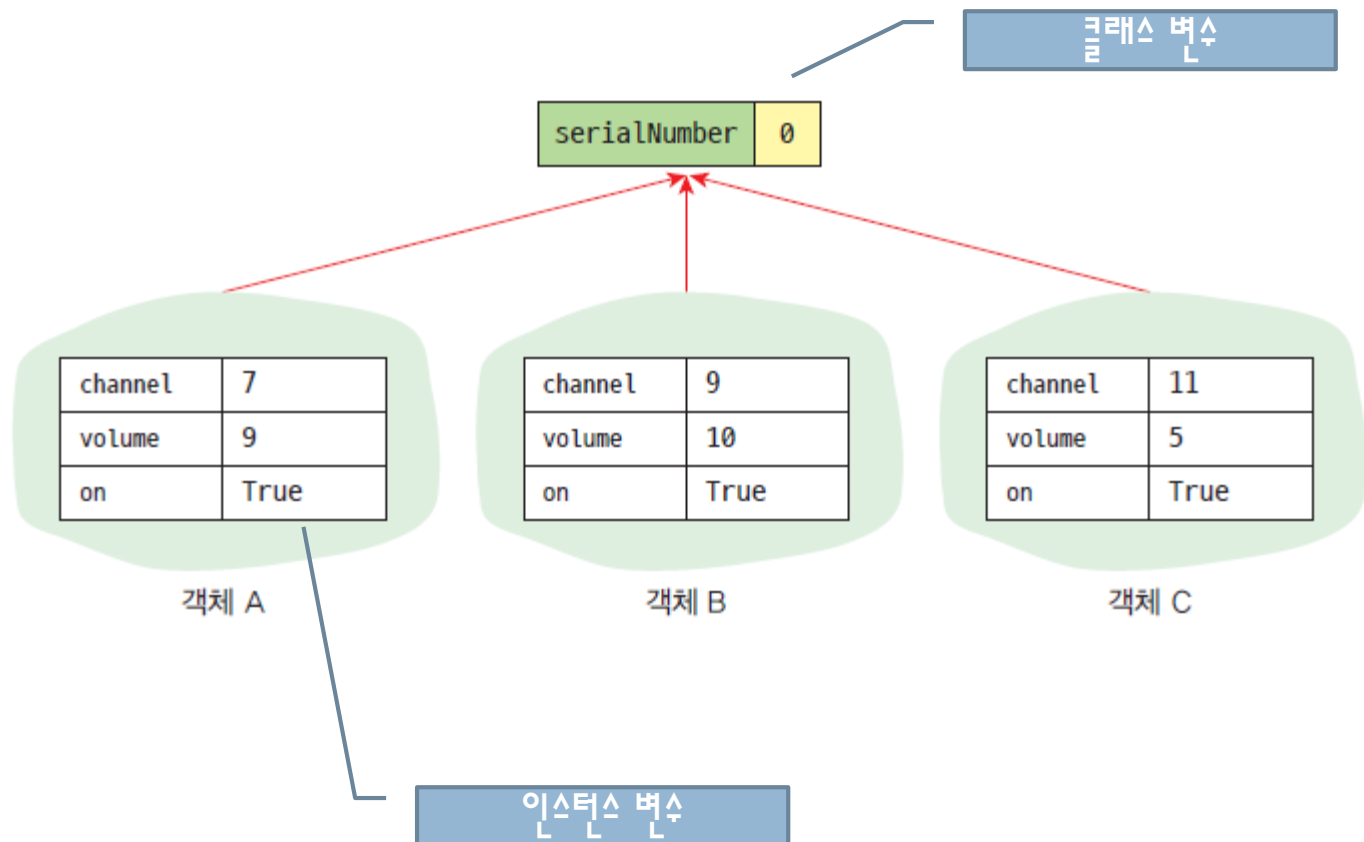 클래스 변수
serialNumber 0
channel 7
volume 9
on True
channel 9
volume 10
on True
channel 11
volume 5
on True
객체 A
객체 B
객체 C
인스턴스 변수